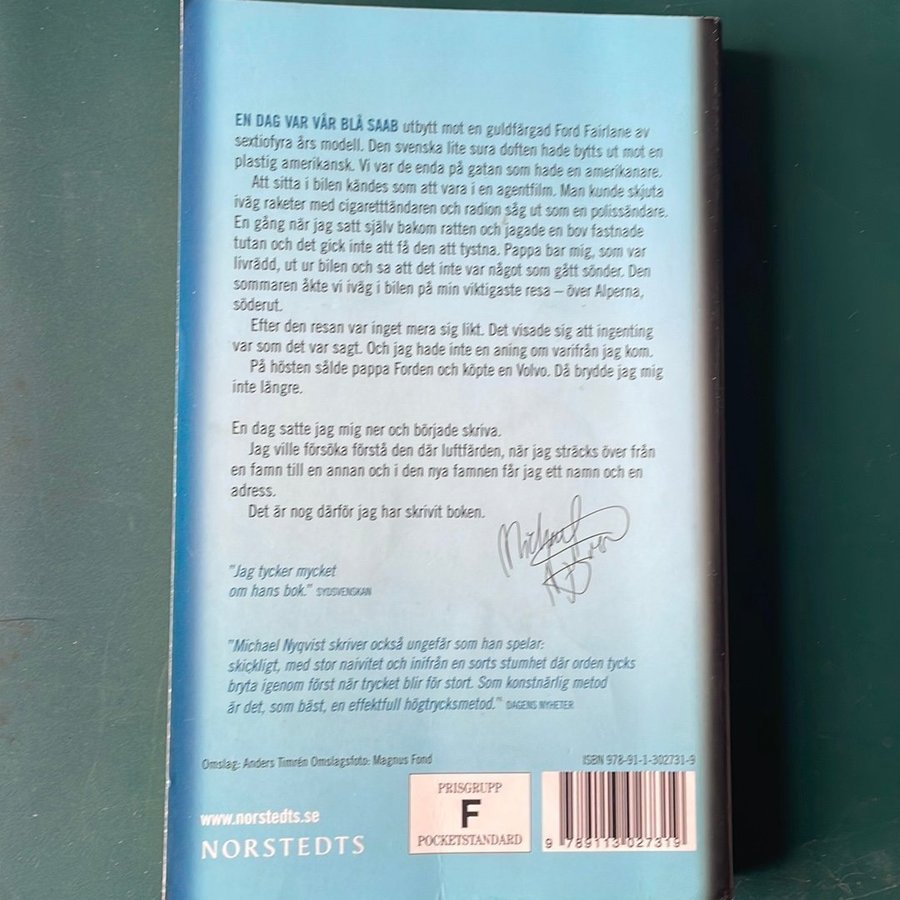 EN DAG VAR VÅR BLÅ SAAB utbytt mot en guldfärgad Ford Fairlane av
sextiofyra års modell. Den svenska lite sura doften hade bytts ut mot en
plastig amerikansk. Vi var de enda på gatan som hade en amerikanare.
Att sitta i bilen kändes som att vara i en agentfilm. Man kunde skjuta
iväg raketer med cigaretttändaren och radion såg ut som en polissändare.
En gång när jag satt själv bakom ratten och jagade en bov fastnade
tutan och det gick inte att få den att tystna. Pappa bar mig, som var
livrädd, ut ur bilen och sa att det inte var något som gått sönder. Den
sommaren åkte vi iväg i bilen på min viktigaste resa – över Alperna,
söderut.
Efter den resan var inget mera sig likt. Det visade sig att ingenting
var som det var sagt. Och jag hade inte en aning om varifrån jag kom.
På hösten sålde pappa Forden och köpte en Volvo. Då brydde jag mig
inte längre.
En dag satte jag mig ner och började skriva.
Jag ville försöka förstå den där luftfärden, när jag sträcks över från
en famn till en annan och i den nya famnen får jag ett namn och en
adress.
Det är nog därför jag har skrivit boken.
Michael
"Jag tycker mycket
om hans bok." SYDSVENSKAN
"Michael Nyqvist skriver också ungefär som han spelar:
skickligt, med stor naivitet och inifrån en sorts stumhet där orden tycks
bryta igenom först när trycket blir för stort. Som konstnärlig metod
är det, som bäst, en effektfull högtrycksmetod." DAGENS NYHETER
Omslag: Anders Timrén Omslagsfoto: Magnus Fond
ISBN 978-91-1-302731-9
www.norstedts.se
NORSTEDTS
PRISGRUPP
F
POCKETSTANDARD
9 789113 027319